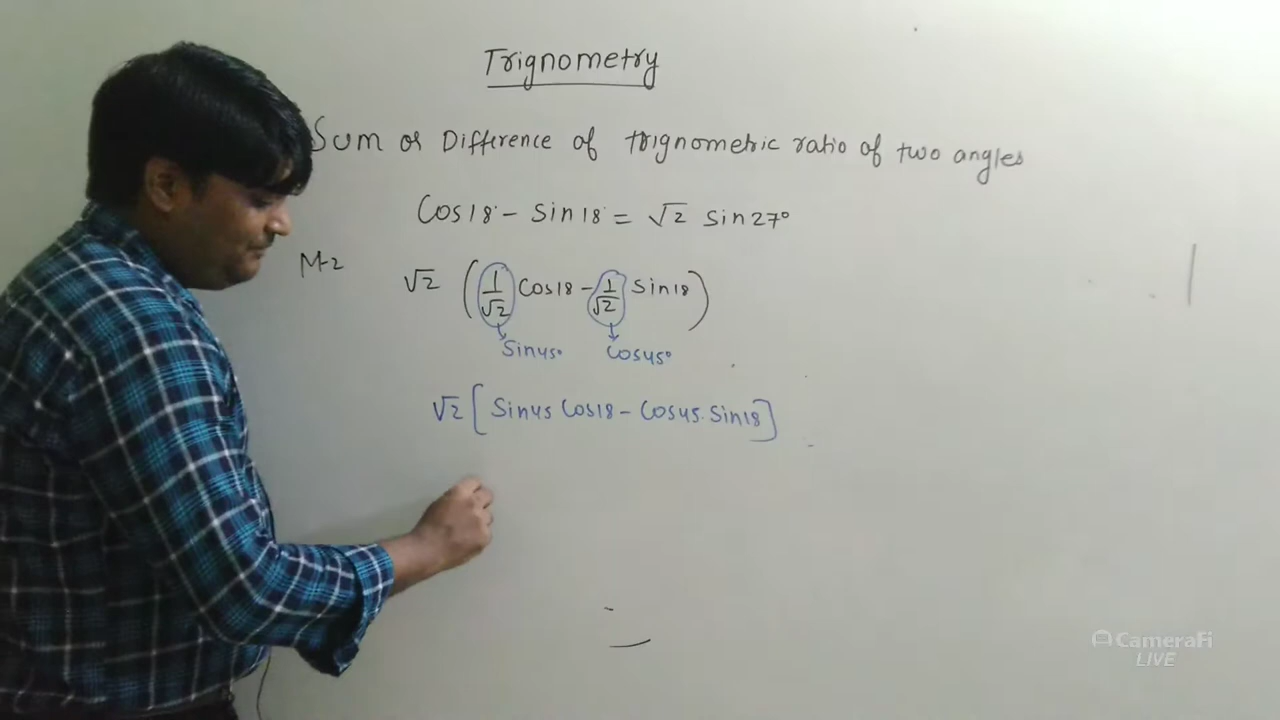 Trignometry
Sum or Difference of trignometric ratio of two angles
Cos18° - Sin18° = √2 Sin27°
M-2
√2 (1/√2 Cos18 - 1/√2 Sin18)
Sin45° Cos45°
√2 [Sin45 Cos18 - Cos45. Sin18]
CameraFi
LIVE